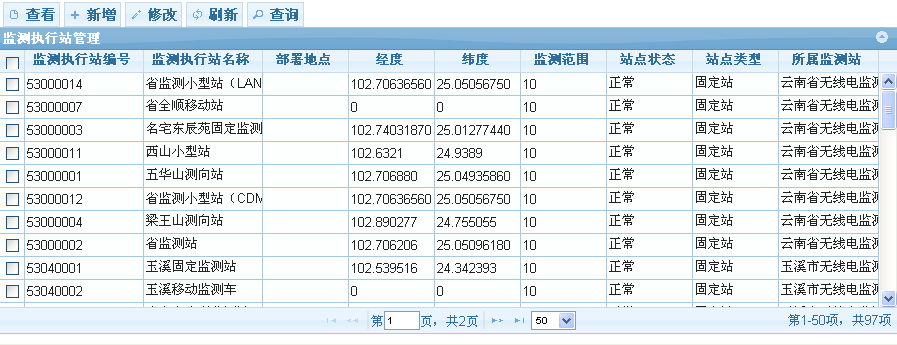 查看 新增 修改 刷新 查询
监测执行站管理
监测执行站编号 监测执行站名称 部署地点 经度 纬度 监测范围 站点状态 站点类型 所属监测站
53000014 省监测小型站（LAN 102.70636560 25.05056750 10 正常 固定站 云南省无线电监测
53000007 省全顺移动站 0 0 10 正常 固定站 云南省无线电监测
53000003 名宅东辰苑固定监测 102.74031870 25.01277440 10 正常 固定站 云南省无线电监测
53000011 西山小型站 102.6321 24.9389 10 正常 固定站 云南省无线电监测
53000001 五华山测向站 102.706880 25.04935860 10 正常 固定站 云南省无线电监测
53000012 省监测小型站（CDM 102.70636560 25.05056750 10 正常 固定站 云南省无线电监测
53000004 梁王山测向站 102.890277 24.755055 10 正常 固定站 云南省无线电监测
53000002 省监测站 102.706206 25.05096180 10 正常 固定站 云南省无线电监测
53040001 玉溪固定监测站 102.539516 24.342393 10 正常 固定站 玉溪市无线电监测
53040002 玉溪移动监测车 0 0 10 正常 固定站 玉溪市无线电监测
第 1 页，共2页 50 第1-50项，共97项